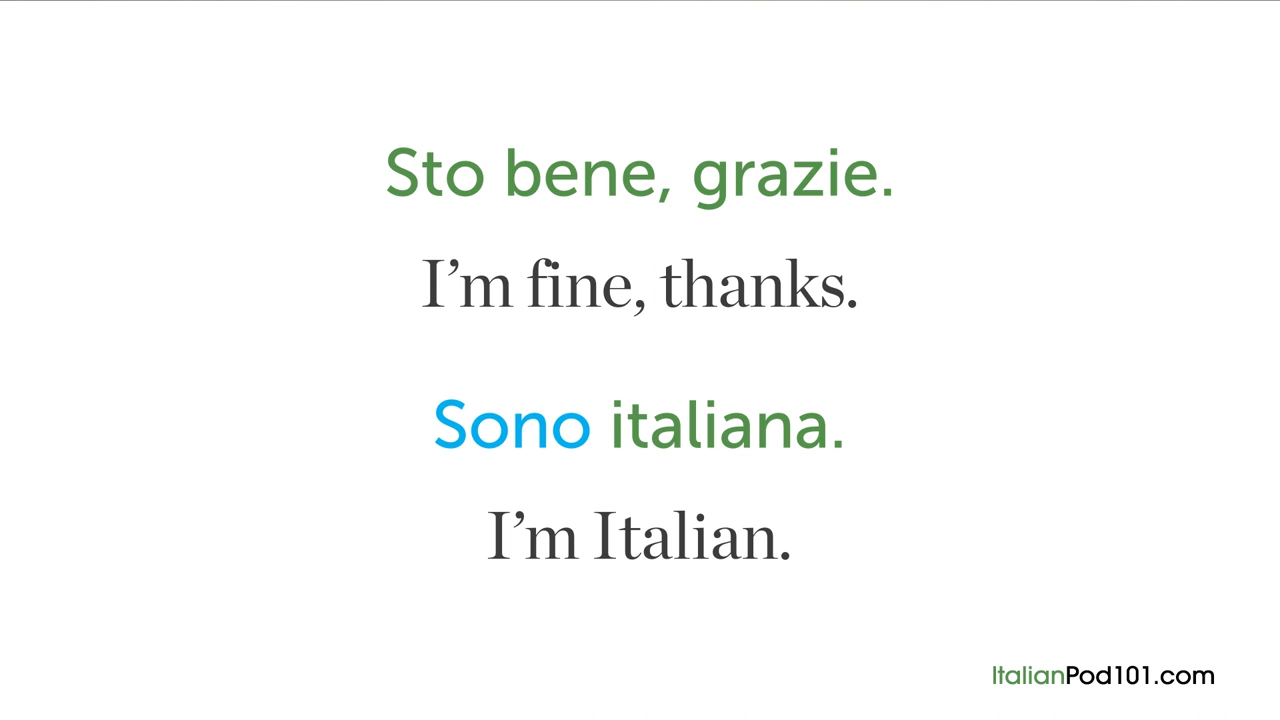 Sto bene, grazie.
I'm fine, thanks.
Sono italiana.
I'm Italian.
ItalianPod101.com